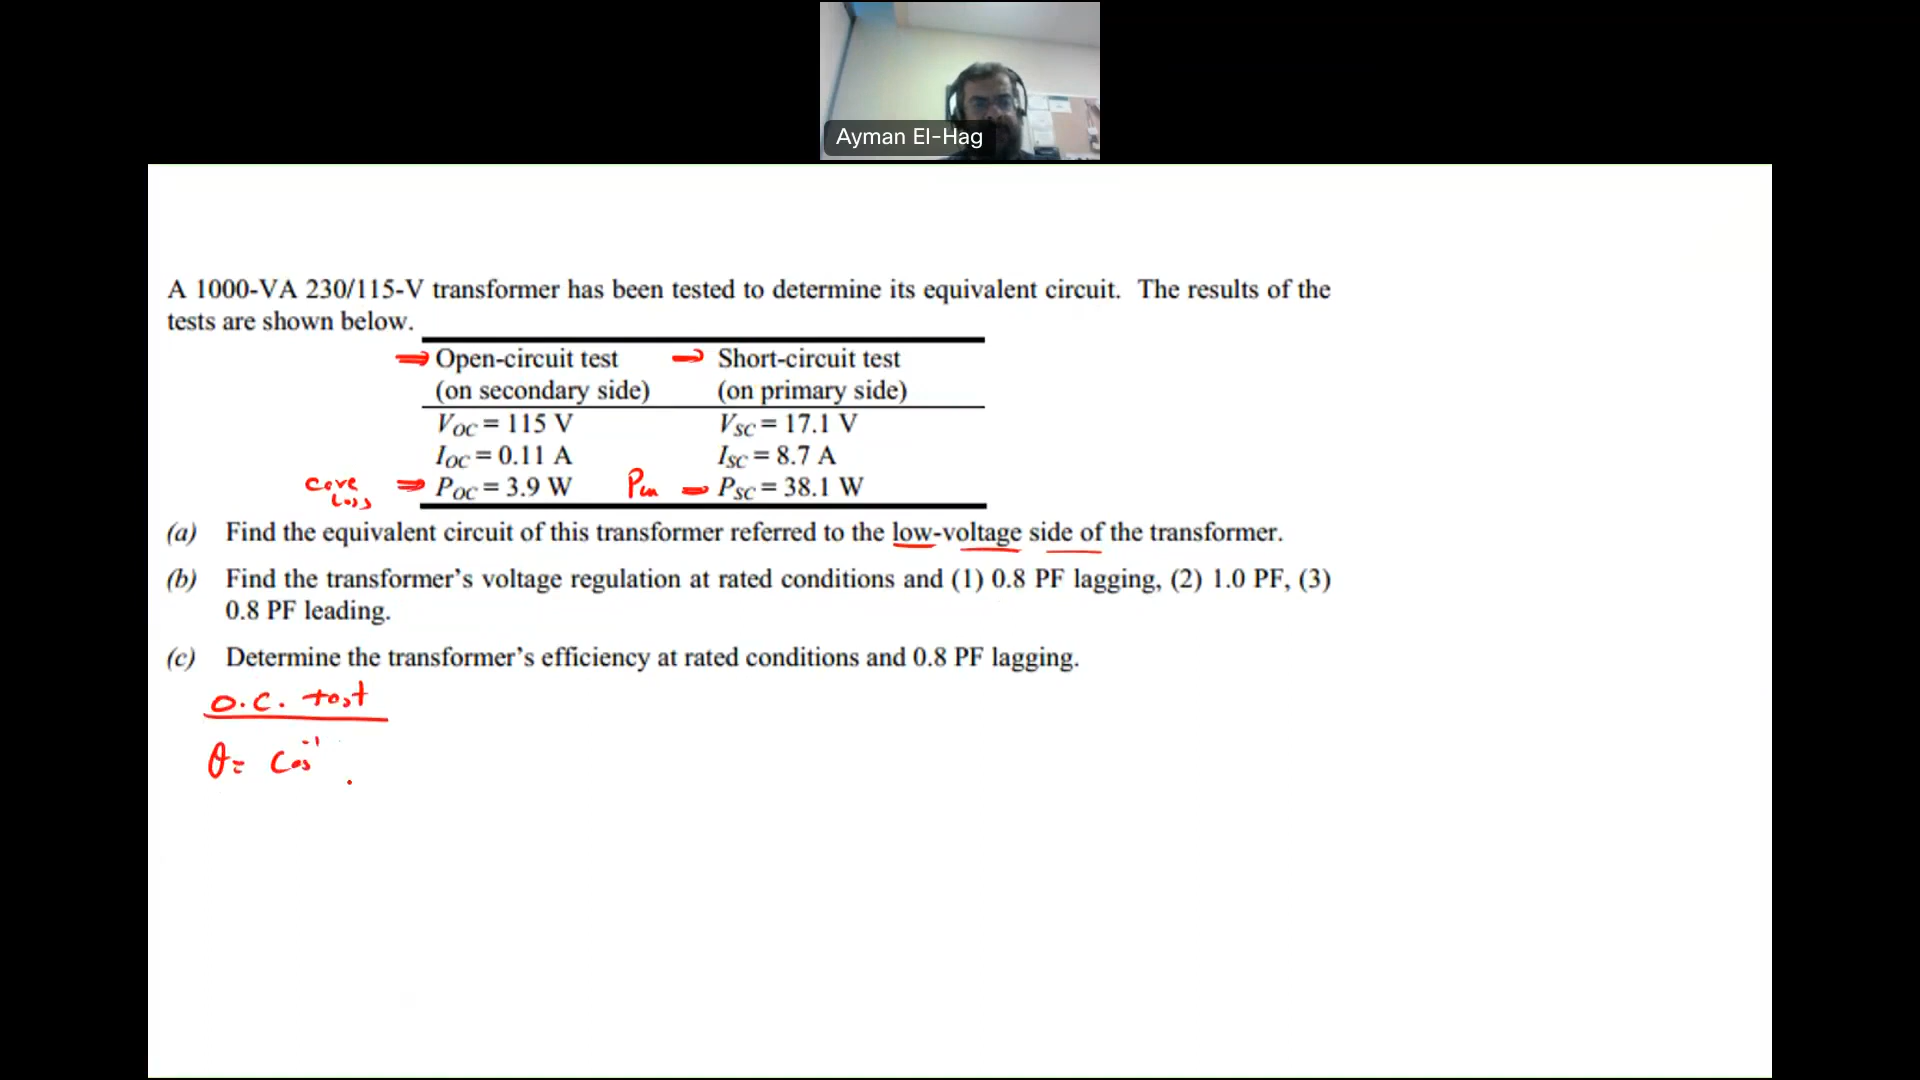 Ayman El-Hag
A 1000-VA 230/115-V transformer has been tested to determine its equivalent circuit. The results of the
tests are shown below.
Open-circuit test Short-circuit test
(on secondary side) (on primary side)
VOC = 115 V VSC = 17.1 V
IOC = 0.11 A ISC = 8.7 A
core loss POC = 3.9 W Pcu PSC = 38.1 W
(a) Find the equivalent circuit of this transformer referred to the low-voltage side of the transformer.
(b) Find the transformer's voltage regulation at rated conditions and (1) 0.8 PF lagging, (2) 1.0 PF, (3)
0.8 PF leading.
(c) Determine the transformer's efficiency at rated conditions and 0.8 PF lagging.
O.C. test
θ = Cos⁻¹